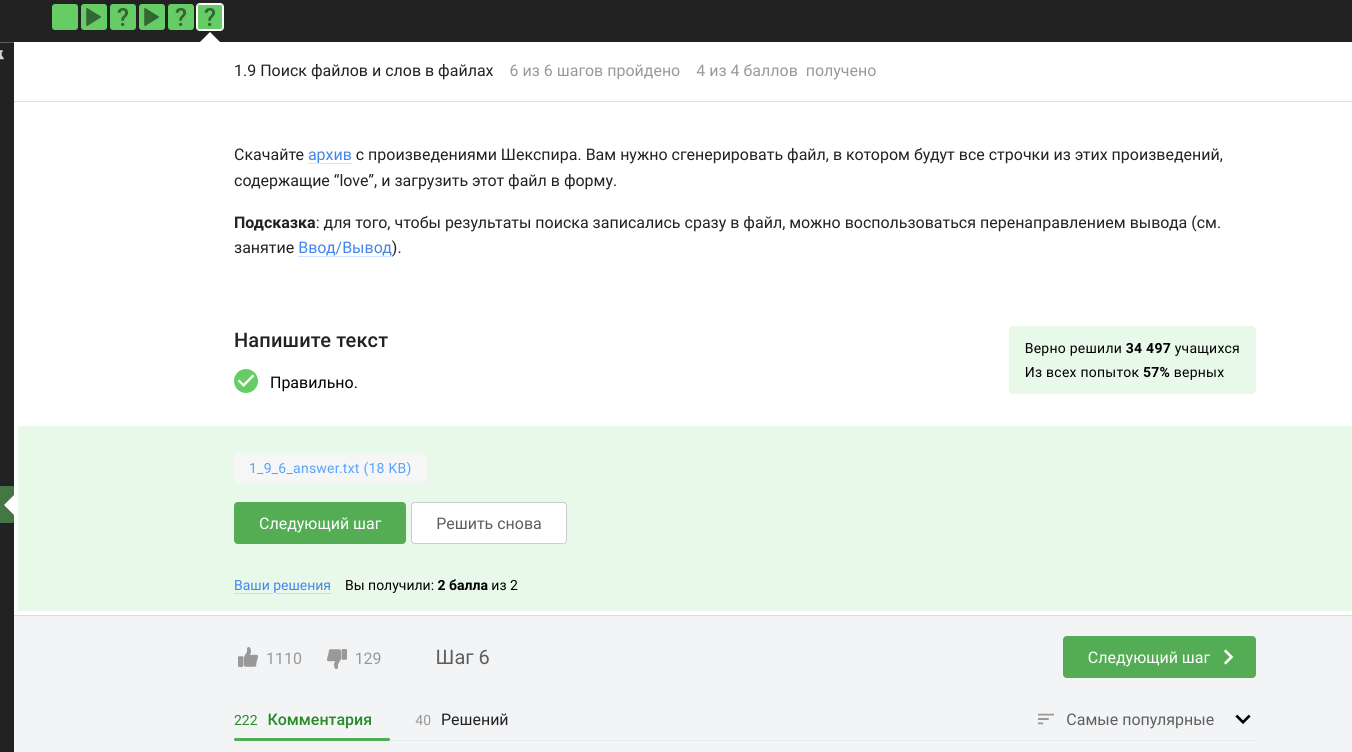 ? ? ?
1.9 Поиск файлов и слов в файлах 6 из 6 шагов пройдено 4 из 4 баллов получено
Скачайте архив с произведениями Шекспира. Вам нужно сгенерировать файл, в котором будут все строчки из этих произведений,
содержащие “love”, и загрузить этот файл в форму.
Подсказка: для того, чтобы результаты поиска записались сразу в файл, можно воспользоваться перенаправлением вывода (см.
занятие Ввод/Вывод).
Напишите текст
Правильно.
Верно решили 34 497 учащихся
Из всех попыток 57% верных
1_9_6_answer.txt (18 KB)
Следующий шаг Решить снова
Ваши решения Вы получили: 2 балла из 2
1110 129 Шаг 6 Следующий шаг
222 Комментария 40 Решений Самые популярные